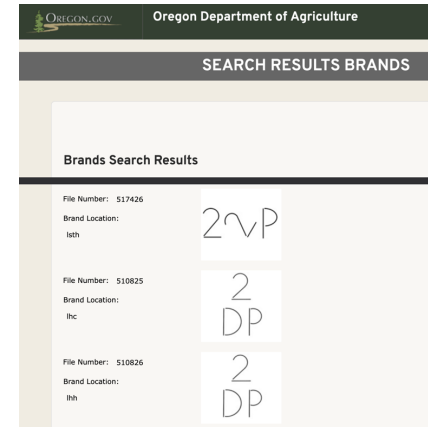 OREGON.GOV
Oregon Department of Agriculture
SEARCH RESULTS BRANDS
Brands Search Results
File Number: 517426
Brand Location:
lsth
2 P
File Number: 510825
Brand Location:
lhc
2
DP
File Number: 510826
Brand Location:
lhh
2
DP